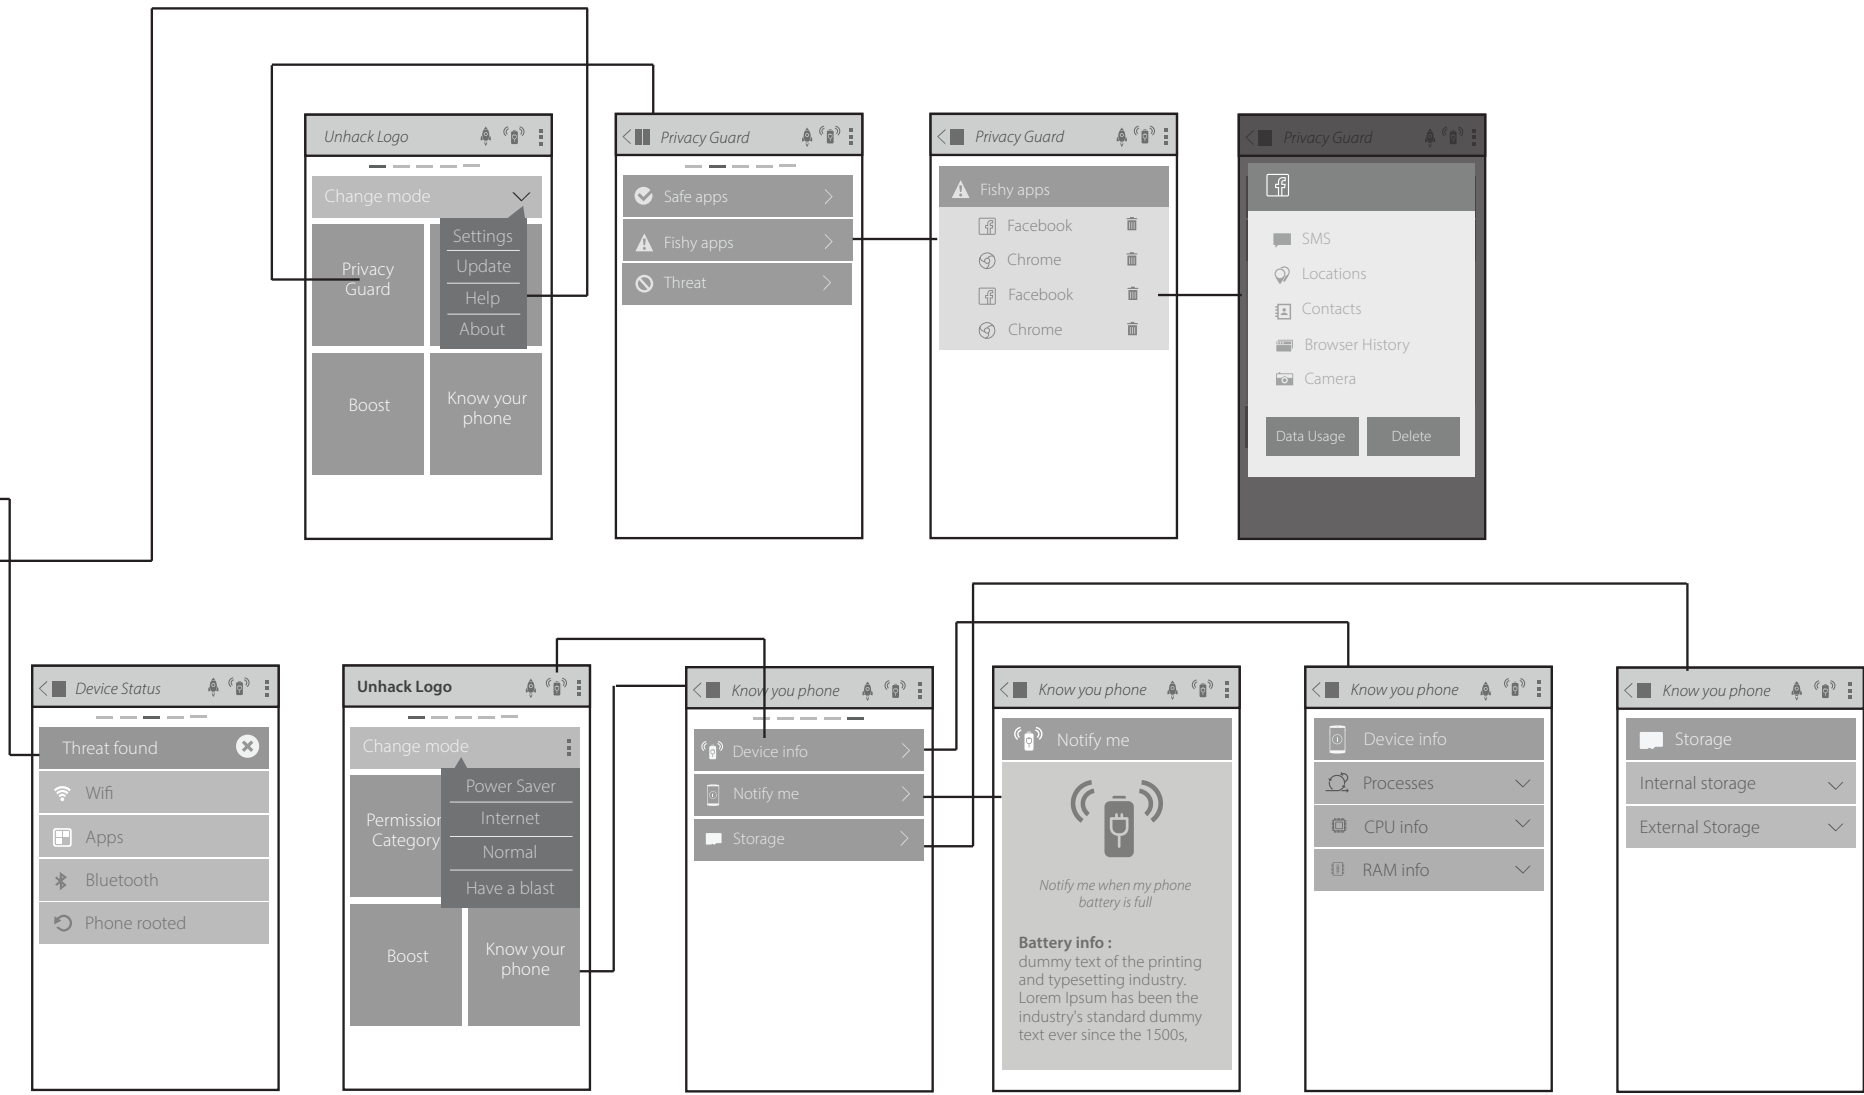 Unhack Logo
Change mode
Settings
Update
Help
About
Privacy
Guard
Boost
Know your
phone
Privacy Guard
Safe apps
Fishy apps
Threat
Privacy Guard
Fishy apps
Facebook
Chrome
Facebook
Chrome
Privacy Guard
SMS
Locations
Contacts
Browser History
Camera
Data Usage
Delete
Device Status
Threat found
Wifi
Apps
Bluetooth
Phone rooted
Unhack Logo
Change mode
Power Saver
Internet
Normal
Have a blast
Permission
Category
Boost
Know your
phone
Know you phone
Device info
Notify me
Storage
Know you phone
Notify me
Notify me when my phone
battery is full
Battery info :
dummy text of the printing
and typesetting industry.
Lorem Ipsum has been the
industry's standard dummy
text ever since the 1500s,
Know you phone
Device info
Processes
CPU info
RAM info
Know you phone
Storage
Internal storage
External Storage